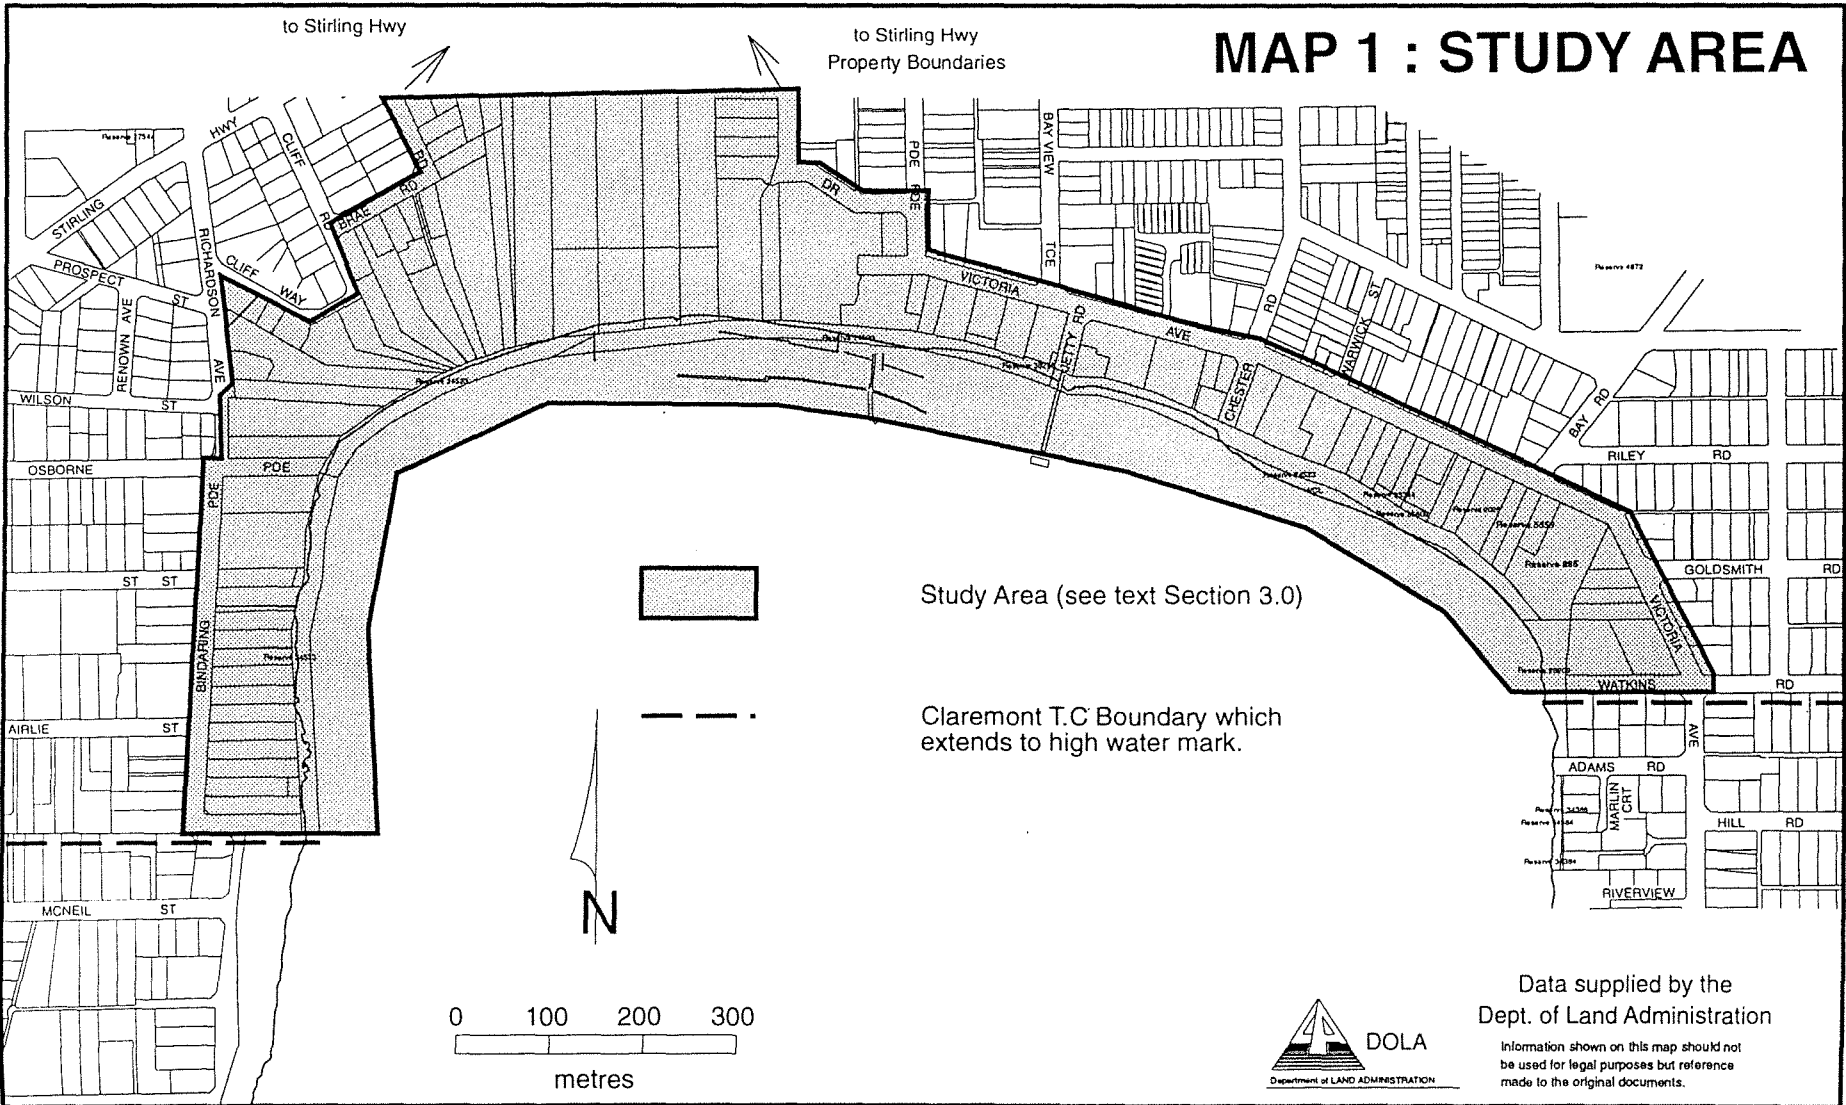 to Stirling Hwy
to Stirling Hwy
Property Boundaries
MAP 1 : STUDY AREA
HWY
CLIFF
RD
STIRLING
RICHARDSON
AVE
PROSPECT
ST
RENOWN AVE
CLIFF
WAY
BRAE
RD
RD
DR
PDE
PDE
BAY VIEW
TCE
Reserve 4672
VICTORIA
AVE
JETTY RD
RD
WARWICK ST
CHESTER
BAY RD
WILSON
ST
OSBORNE
PDE
PDE
RILEY
RD
GOLDSMITH
RD
VICTORIA
AVE
ST
ST
BINDARING
Reserve 885
WATKINS
RD
AIRLIE
ST
ADAMS
RD
MARLIN
CRT
HILL
RD
RIVERVIEW
MCNEIL
ST
Study Area (see text Section 3.0)
Claremont T.C Boundary which
extends to high water mark.
N
0 100 200 300
metres
DOLA
Department of LAND ADMINISTRATION
Data supplied by the
Dept. of Land Administration
Information shown on this map should not
be used for legal purposes but reference
made to the original documents.